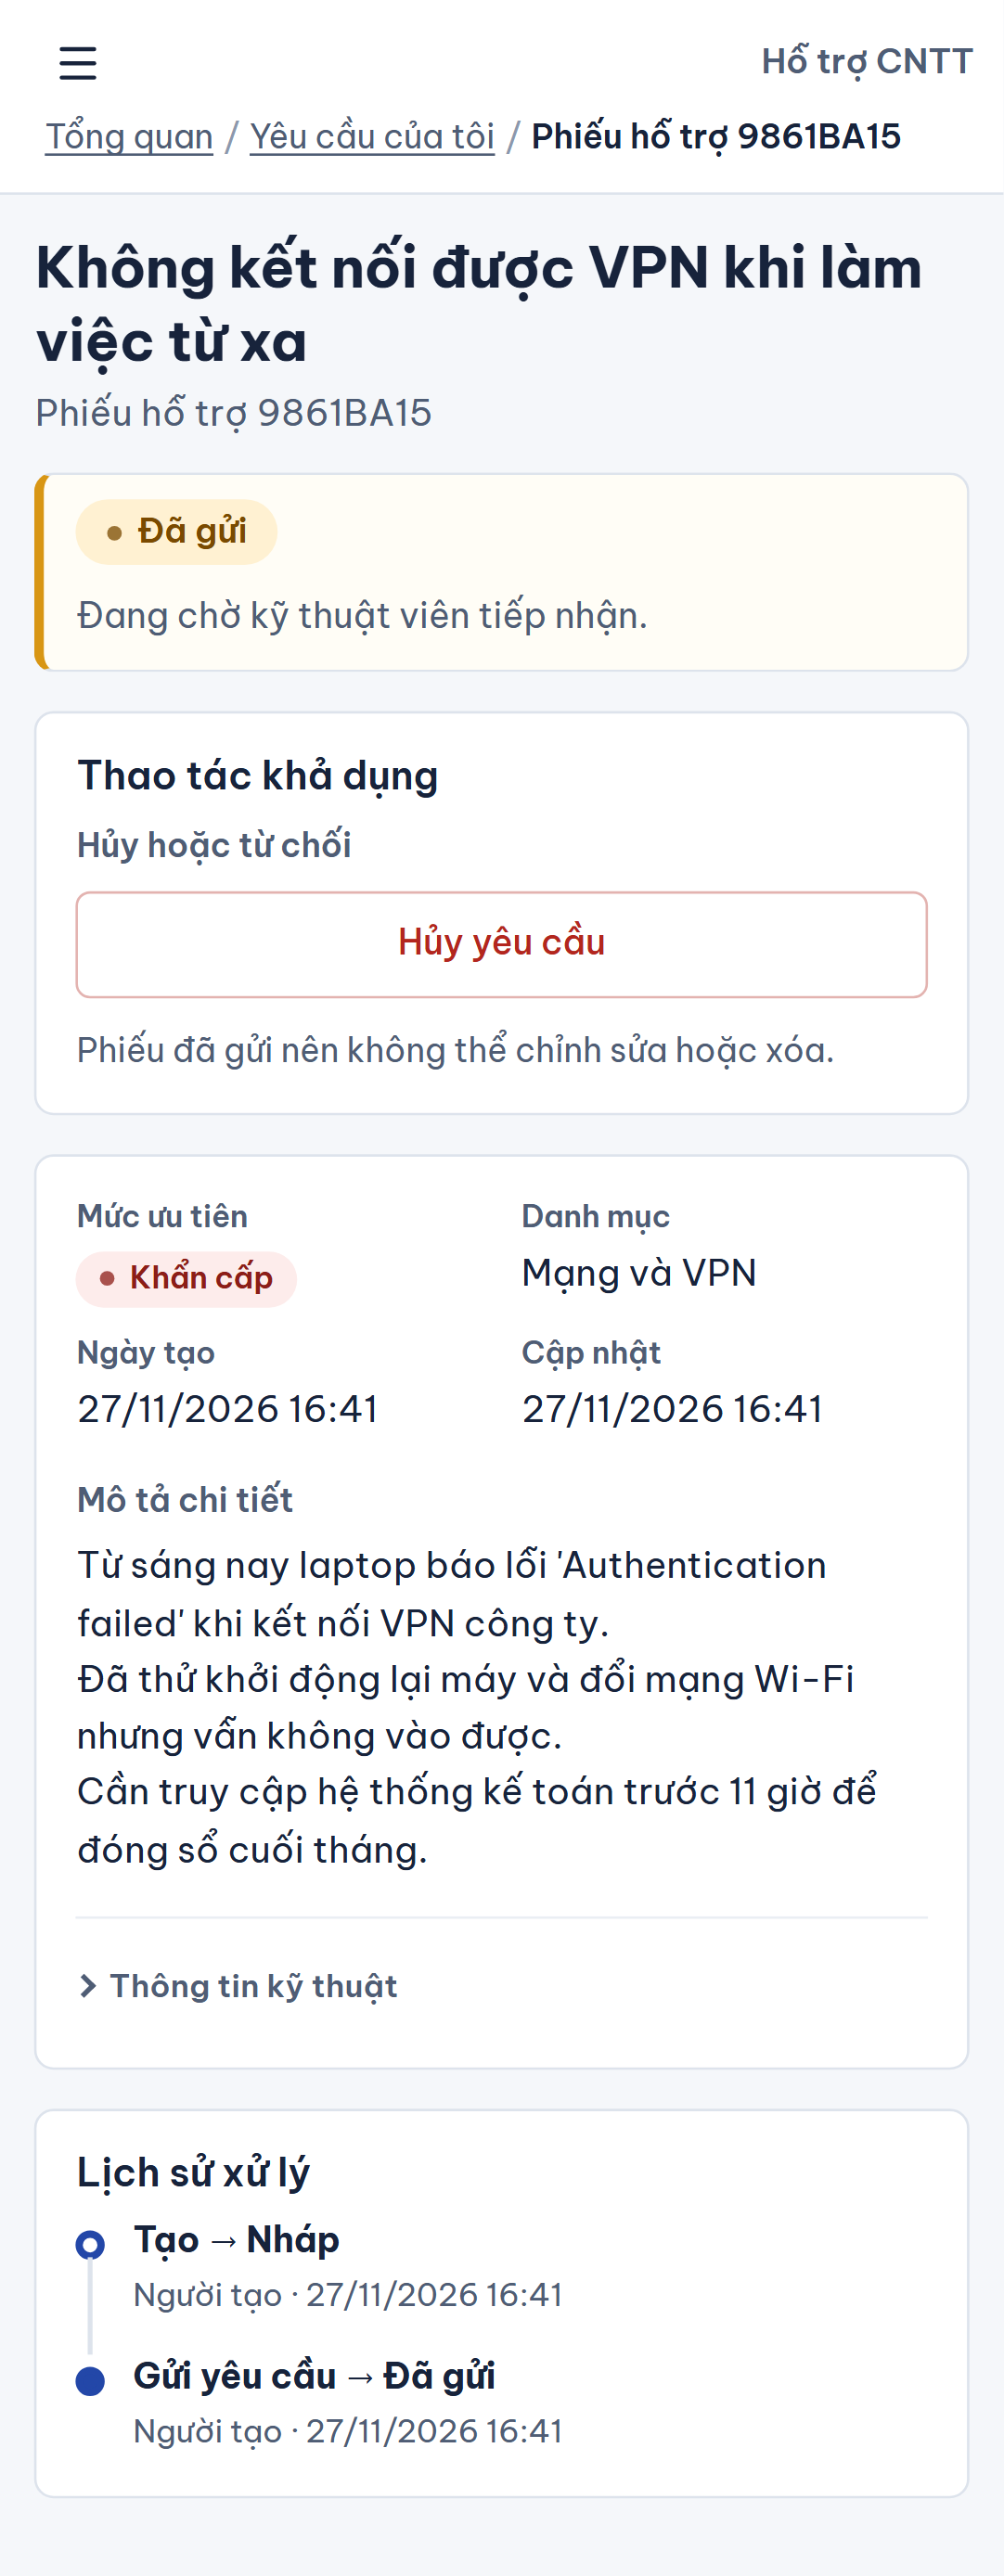 Hỗ trợ CNTT
Tổng quan / Yêu cầu của tôi / Phiếu hỗ trợ 9861BA15
Không kết nối được VPN khi làm
việc từ xa
Phiếu hỗ trợ 9861BA15
Đã gửi
Đang chờ kỹ thuật viên tiếp nhận.
Thao tác khả dụng
Hủy hoặc từ chối
Hủy yêu cầu
Phiếu đã gửi nên không thể chỉnh sửa hoặc xóa.
Mức ưu tiên
Khẩn cấp
Danh mục
Mạng và VPN
Ngày tạo
27/11/2026 16:41
Cập nhật
27/11/2026 16:41
Mô tả chi tiết
Từ sáng nay laptop báo lỗi 'Authentication
failed' khi kết nối VPN công ty.
Đã thử khởi động lại máy và đổi mạng Wi-Fi
nhưng vẫn không vào được.
Cần truy cập hệ thống kế toán trước 11 giờ để
đóng sổ cuối tháng.
Thông tin kỹ thuật
Lịch sử xử lý
Tạo → Nháp
Người tạo · 27/11/2026 16:41
Gửi yêu cầu → Đã gửi
Người tạo · 27/11/2026 16:41